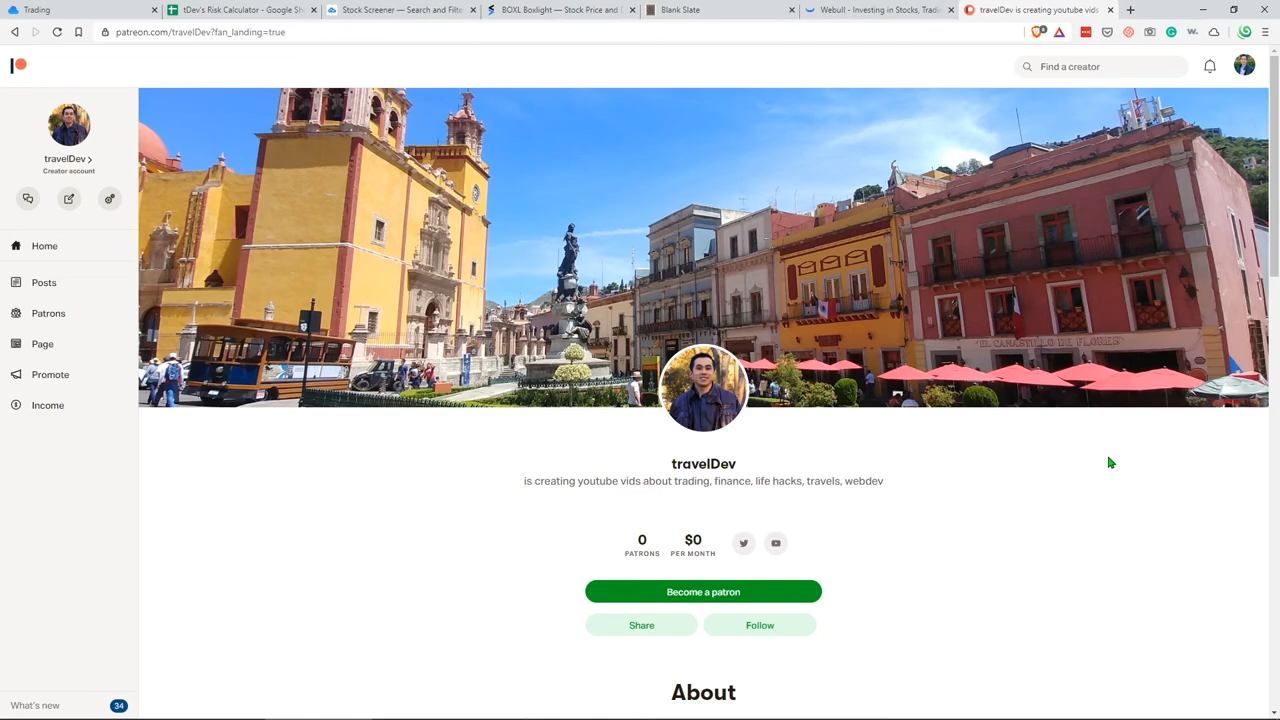 Trading
tDev's Risk Calculator - Google Sh
Stock Screener — Search and Filte
BOXL Boxlight — Stock Price and D
Blank Slate
Webull - Investing in Stocks, Tradi
travelDev is creating youtube vids
patreon.com/travelDev?fan_landing=true
Find a creator
travelDev
Creator account
Home
Posts
Patrons
Page
Promote
Income
What's new
34
"EL CANASTILLO DE FLORES"
travelDev
is creating youtube vids about trading, finance, life hacks, travels, webdev
0 $0
PATRONS PER MONTH
Become a patron
Share Follow
About